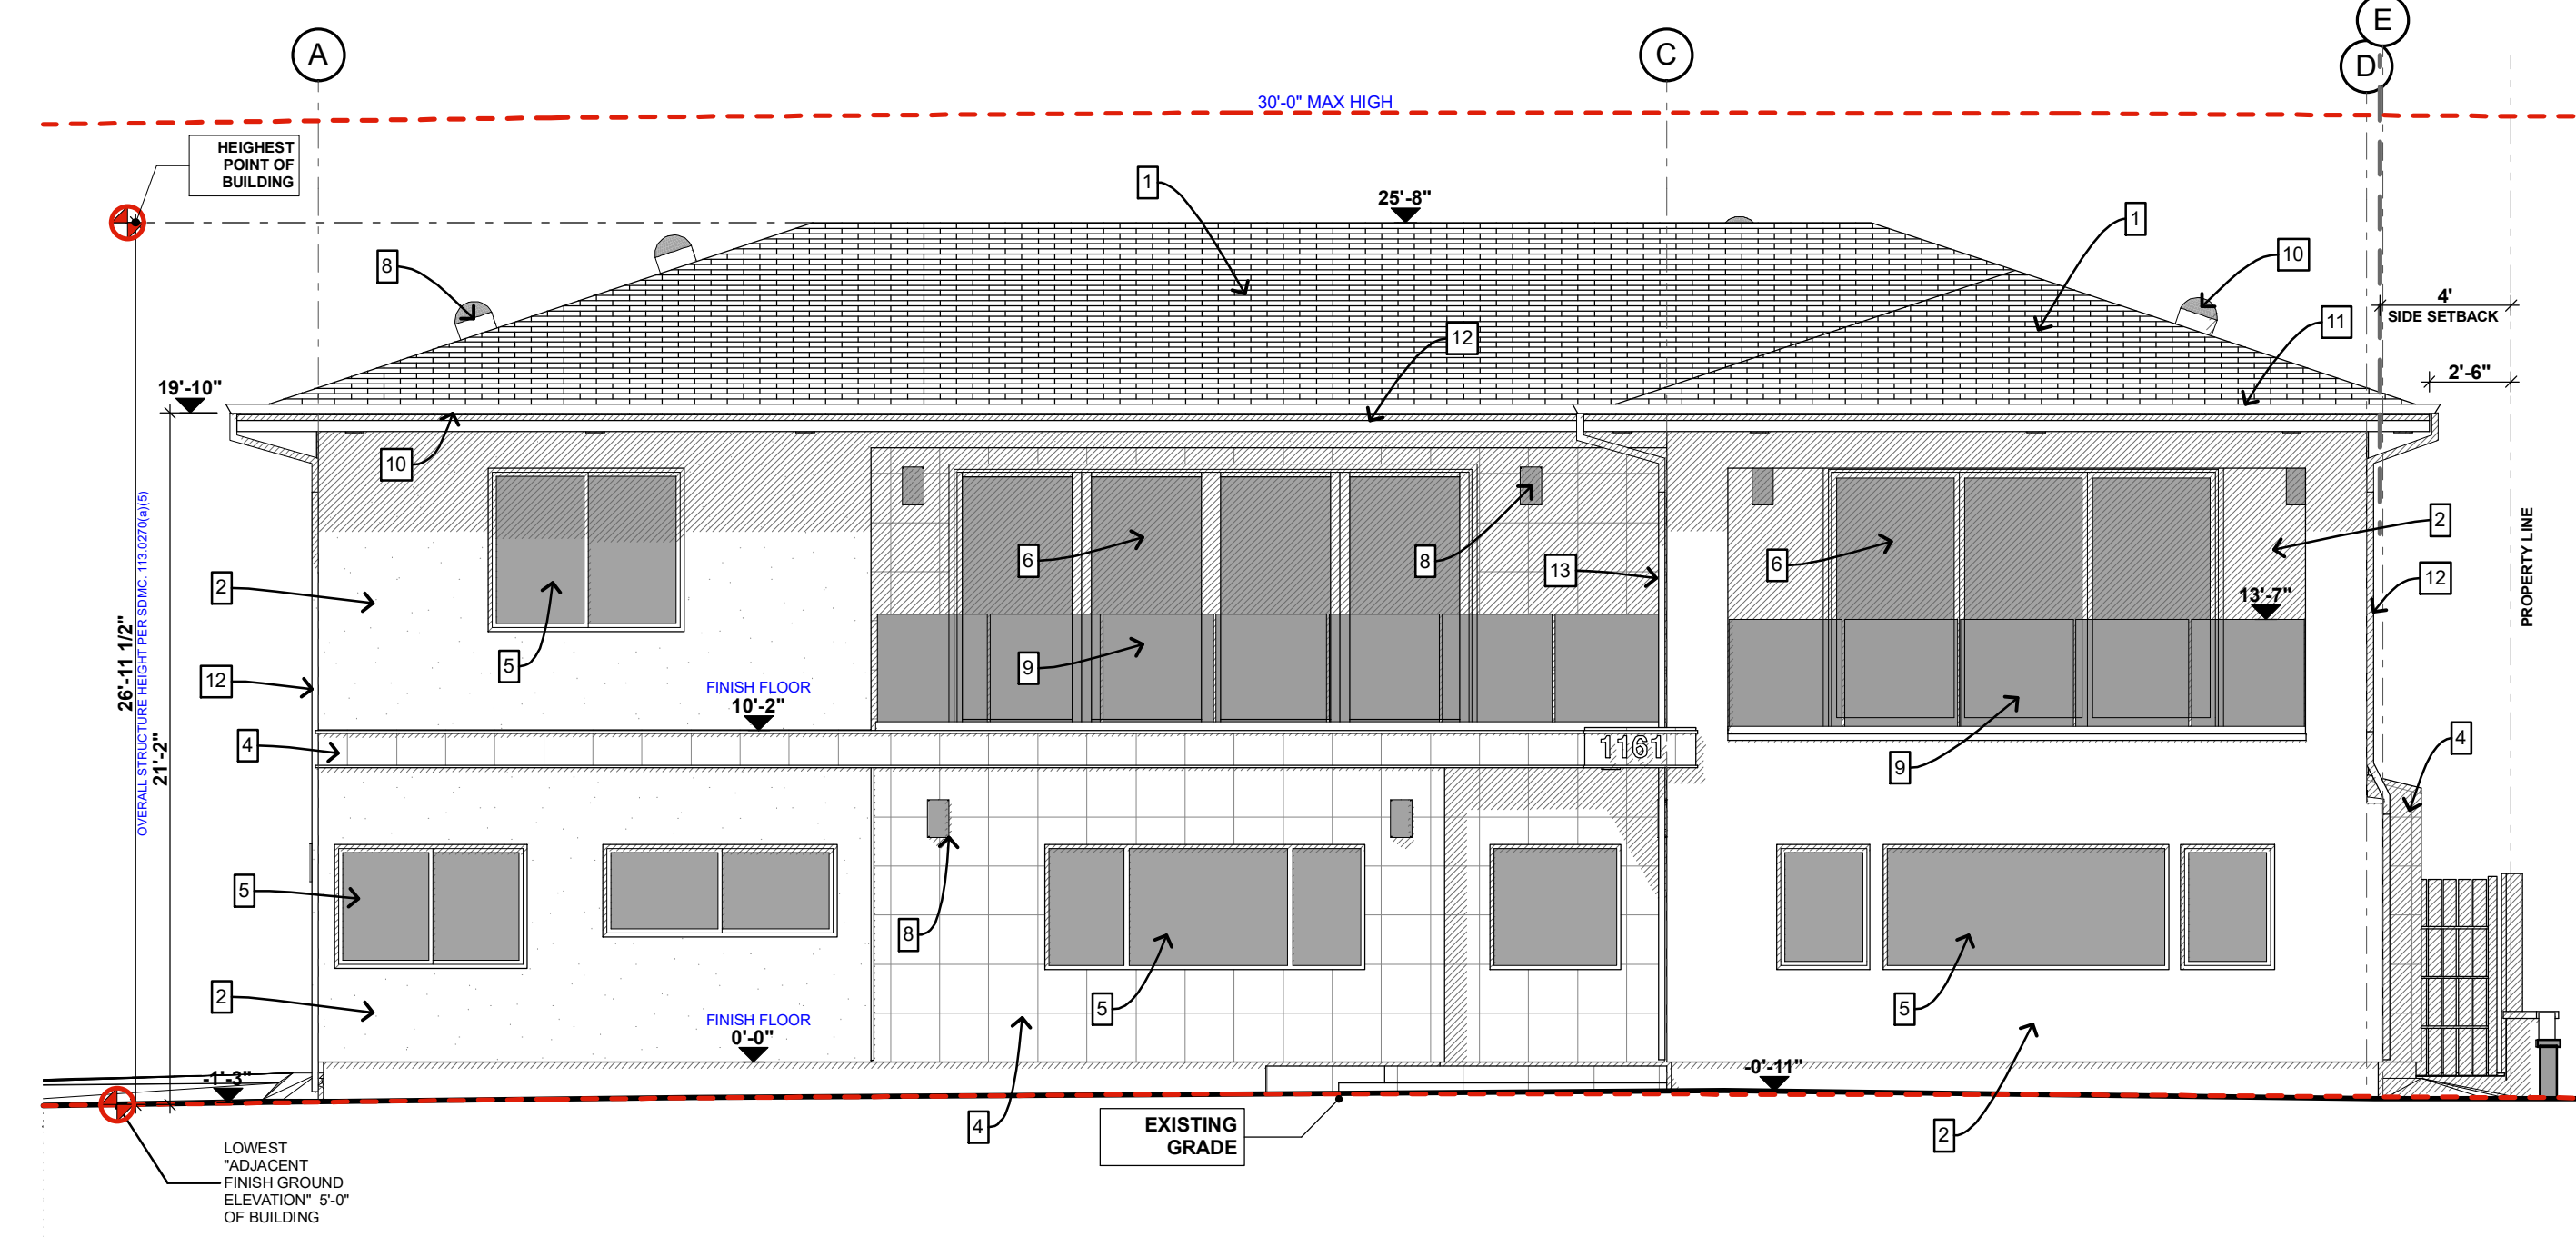 E
A
C
D
30'-0" MAX HIGH
HEIGHEST
POINT OF
BUILDING
1
25'-8"
1
8
10
4'
SIDE SETBACK
12
11
2'-6"
19'-10"
10
2
6
8
13
6
2
12
PROPERTY LINE
13'-7"
2
5
9
12
FINISH FLOOR
10'-2"
26'-11 1/2"
OVERALL STRUCTURE HEIGHT PER SDMC. 113.0270(a)(5)
21'-2"
4
1161
9
4
5
8
2
5
5
FINISH FLOOR
0'-0"
-1'-3"
-0'-11"
4
EXISTING
GRADE
2
LOWEST
"ADJACENT
FINISH GROUND
ELEVATION" 5'-0"
OF BUILDING